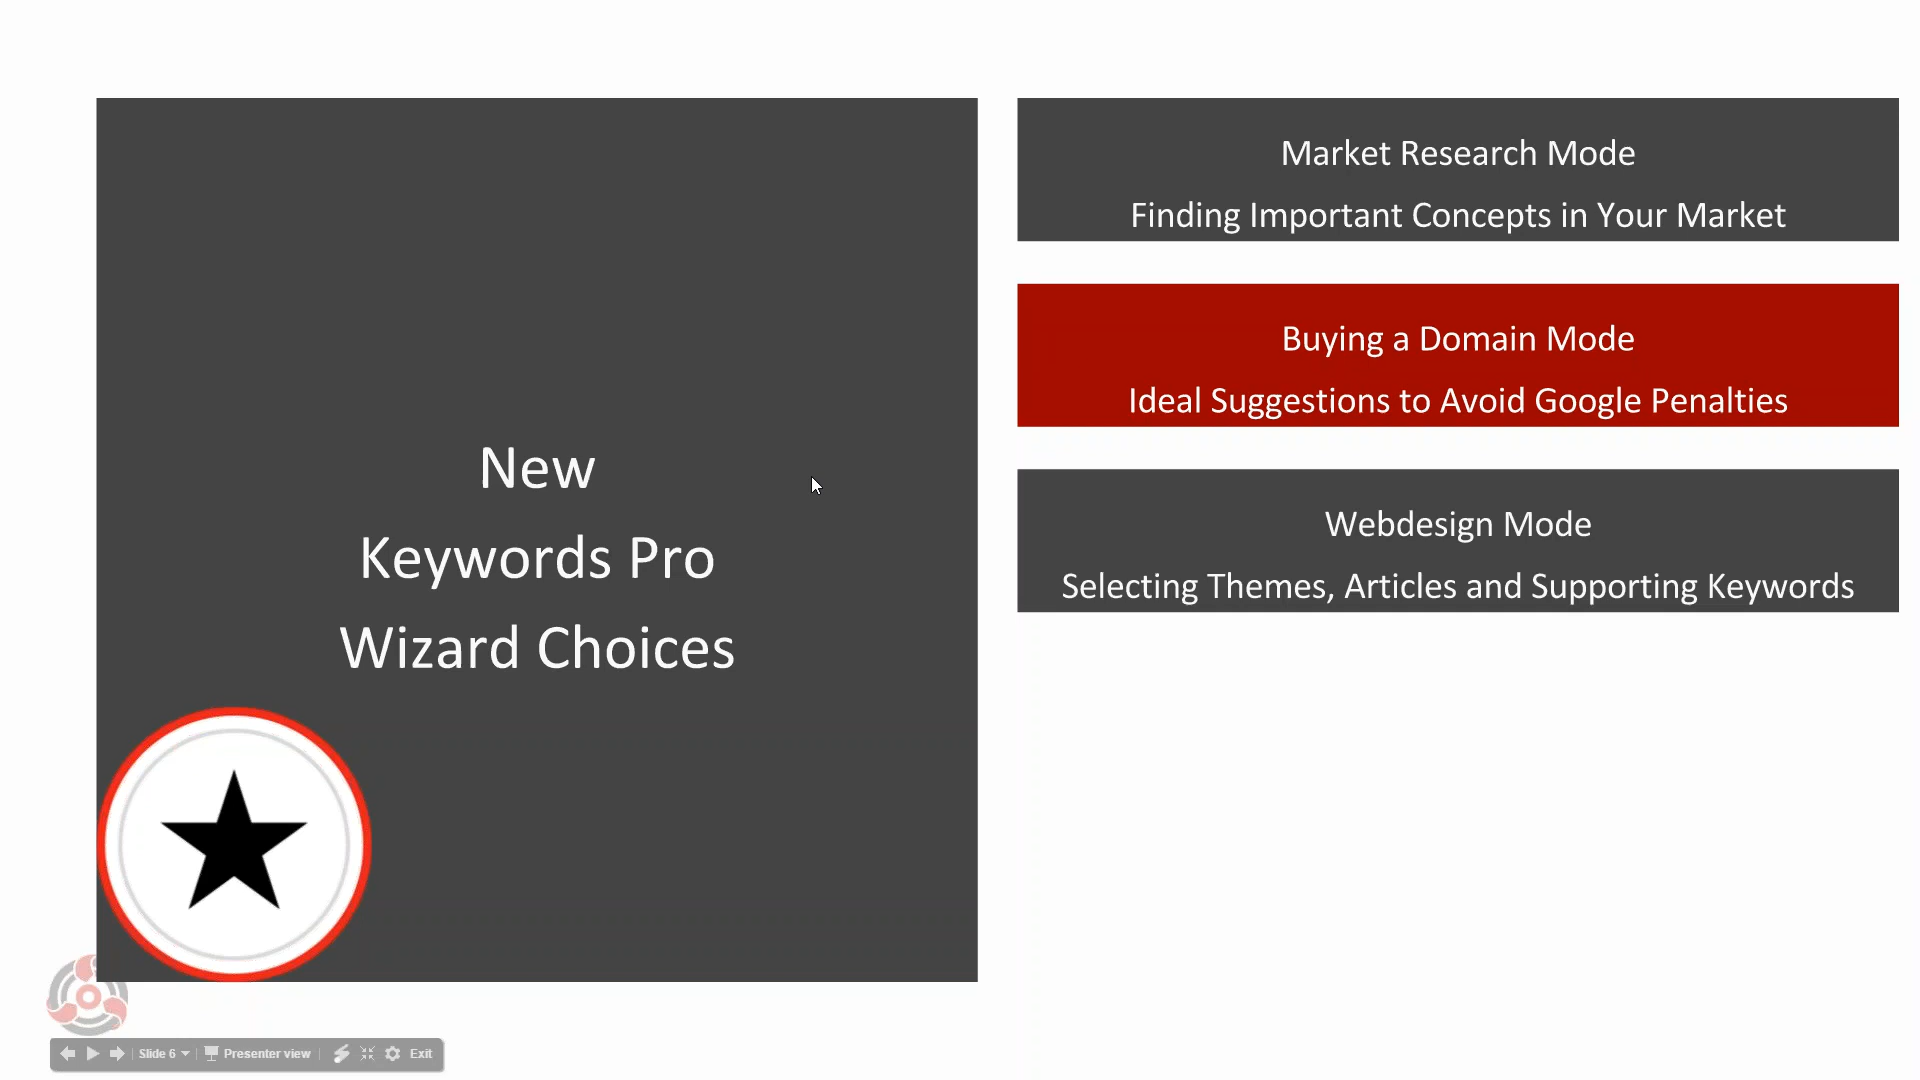 New
Keywords Pro
Wizard Choices
Market Research Mode
Finding Important Concepts in Your Market
Buying a Domain Mode
Ideal Suggestions to Avoid Google Penalties
Webdesign Mode
Selecting Themes, Articles and Supporting Keywords
Slide 6 Presenter view Exit